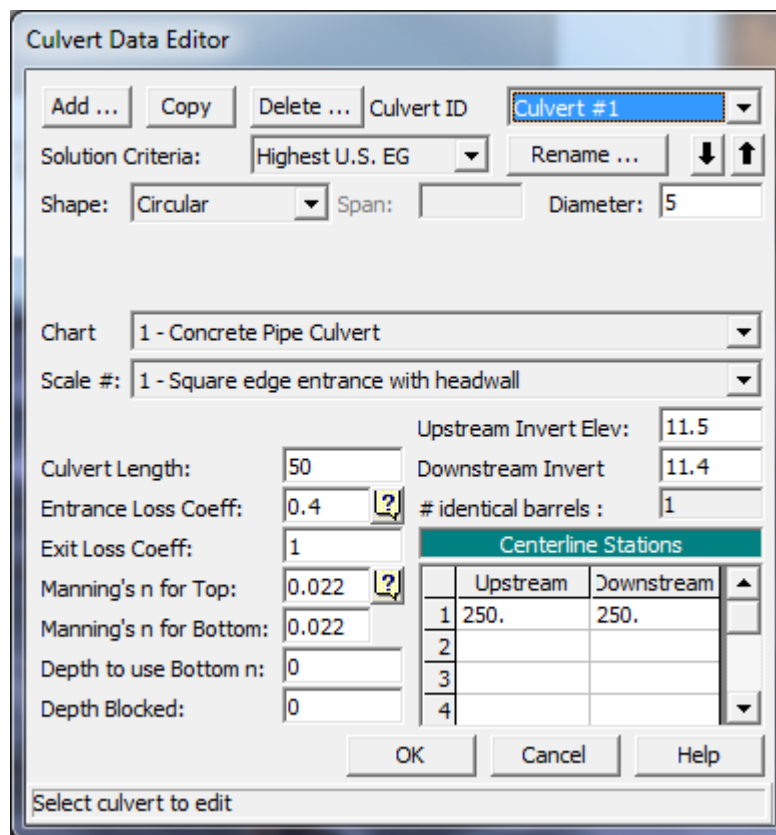 Culvert Data Editor
Add ... Copy Delete ... Culvert ID Culvert #1
Solution Criteria: Highest U.S. EG Rename ...
Shape: Circular Span: Diameter: 5
Chart 1 - Concrete Pipe Culvert
Scale #: 1 - Square edge entrance with headwall
Upstream Invert Elev: 11.5
Culvert Length: 50 Downstream Invert 11.4
Entrance Loss Coeff: 0.4 # identical barrels : 1
Exit Loss Coeff: 1 Centerline Stations
Manning's n for Top: 0.022 Upstream Downstream
1 250. 250.
Manning's n for Bottom: 0.022
2
Depth to use Bottom n: 0
3
Depth Blocked: 0 4
OK Cancel Help
Select culvert to edit